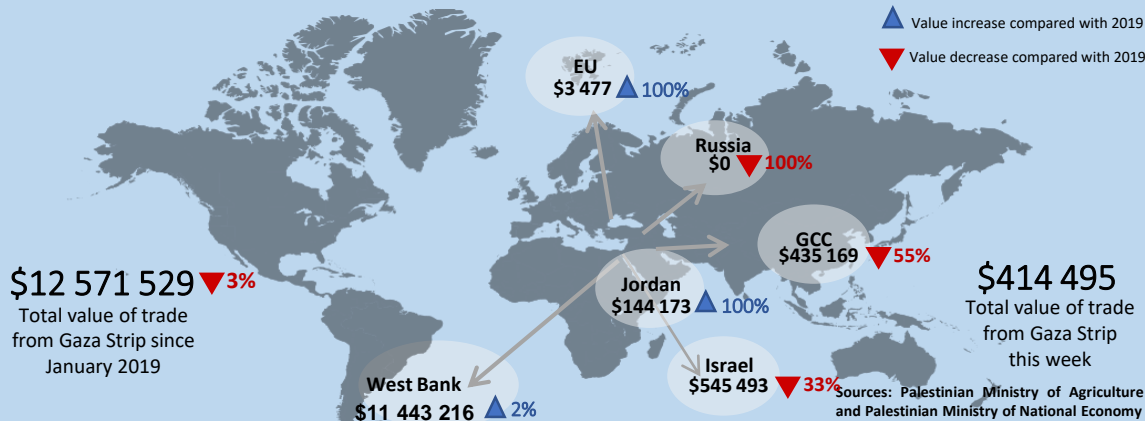 Value increase compared with 2019
Value decrease compared with 2019
EU
$3 477
100%
Russia
$0
100%
GCC
$435 169
55%
Jordan
$144 173
100%
$12 571 529
3%
Total value of trade
from Gaza Strip since
January 2019
$414 495
Total value of trade
from Gaza Strip
this week
West Bank
$11 443 216
2%
Israel
$545 493
33%
Sources: Palestinian Ministry of Agriculture
and Palestinian Ministry of National Economy